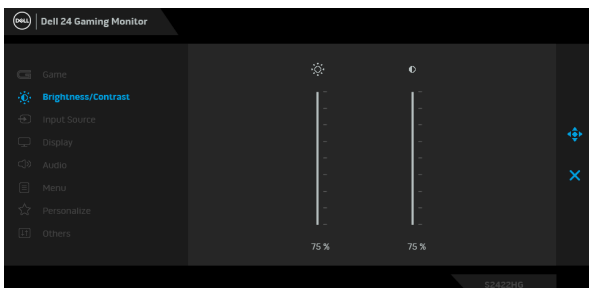 DELL
Dell 24 Gaming Monitor
Game
Brightness/Contrast
Input Source
Display
Audio
Menu
Personalize
Others
75 %
75 %
S2422HG